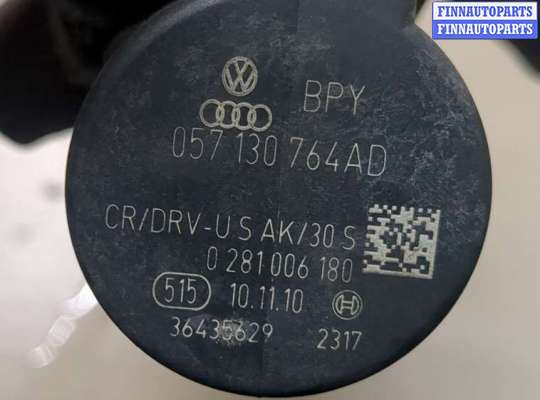 FINNAUTOPARTS
FINNAUTOPARTS
BPY
057 130 764AD
CR/DRV-U S AK/30 S
0 281 006 180
515 10.11.10
36435629 2317